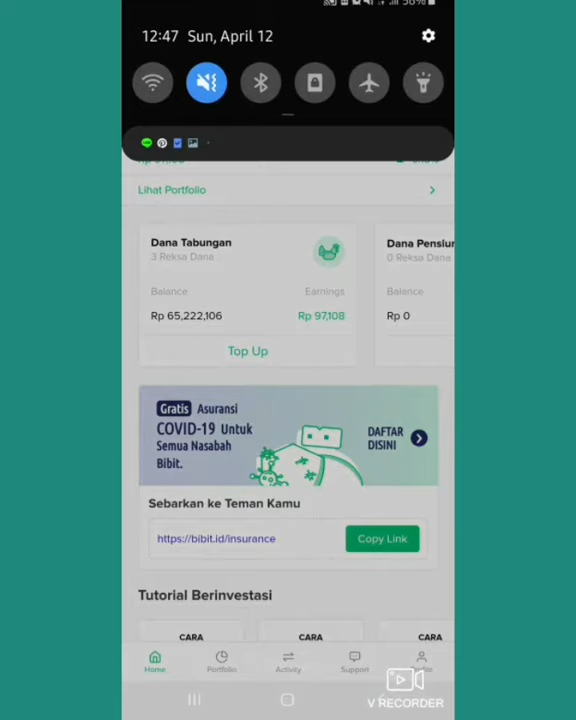 56%
12:47 Sun, April 12
Lihat Portfolio
Dana Tabungan
3 Reksa Dana
Balance
Earnings
Rp 65,222,106
Rp 97,108
Top Up
Dana Pensiun
0 Reksa Dana
Balance
Rp 0
Gratis Asuransi
COVID-19 Untuk
Semua Nasabah
Bibit.
DAFTAR
DISINI
Sebarkan ke Teman Kamu
https://bibit.id/insurance
Copy Link
Tutorial Berinvestasi
CARA
CARA
CARA
Home
Portfolio
Activity
Support
V RECORDER